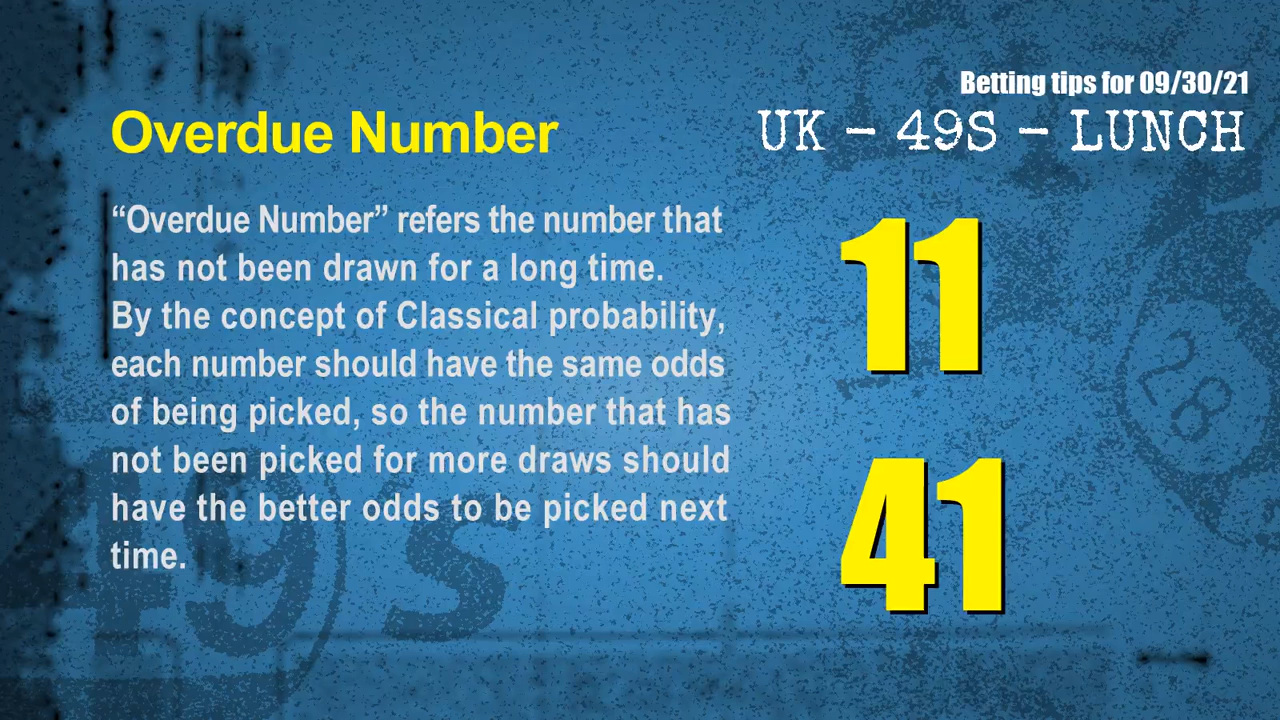 Betting tips for 09/30/21
UK - 49S - LUNCH
Overdue Number
“Overdue Number” refers the number that
has not been drawn for a long time.
By the concept of Classical probability,
each number should have the same odds
of being picked, so the number that has
not been picked for more draws should
have the better odds to be picked next
time.
11
41
28
49's